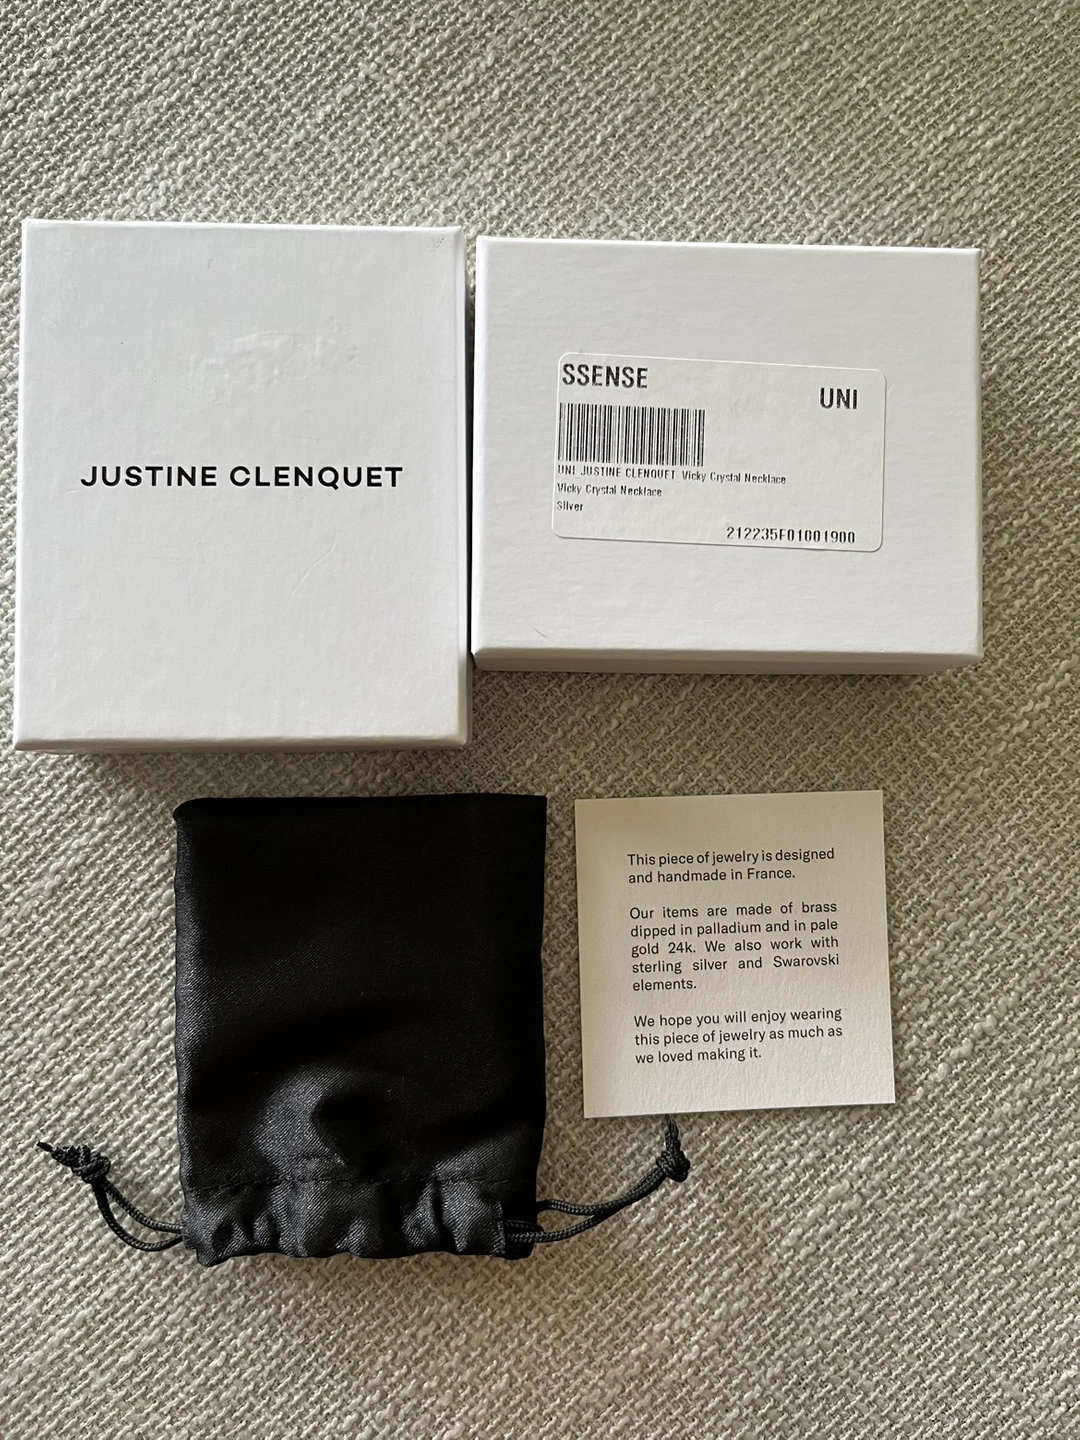 JUSTINE CLENQUET
SSENSE
UNI
UNI JUSTINE CLENQUET Vicky Crystal Necklace
Vicky Crystal Necklace
Silver
212235F01001900
This piece of jewelry is designed
and handmade in France.
Our items are made of brass
dipped in palladium and in pale
gold 24k. We also work with
sterling silver and Swarovski
elements.
We hope you will enjoy wearing
this piece of jewelry as much as
we loved making it.